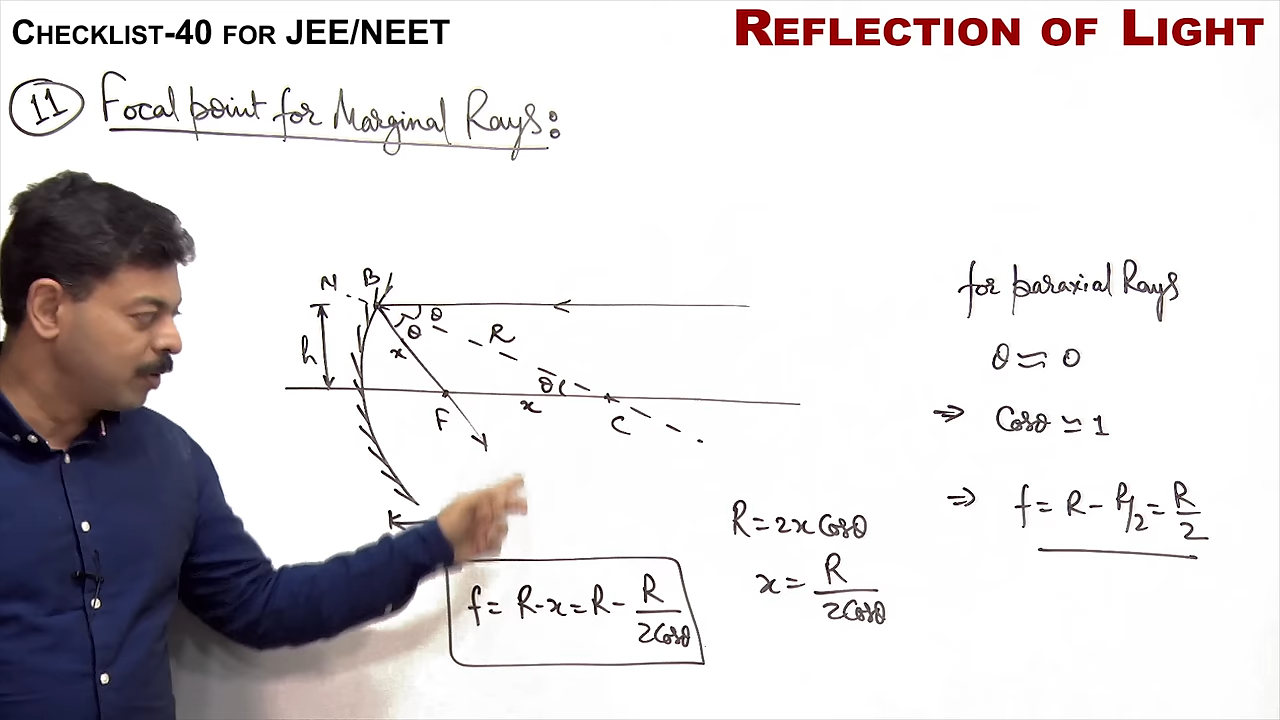 CHECKLIST-40 FOR JEE/NEET
REFLECTION OF LIGHT
11 Focal point for Marginal Rays:
N B
θ
θ
R
h
x
θ
x
F
C
for paraxial Rays
θ ≃ 0
⇒ Cosθ ≃ 1
⇒ f = R - R/2 = R/2
R = 2x Cosθ
x = R/2Cosθ
f = R - x = R - R/2Cosθ